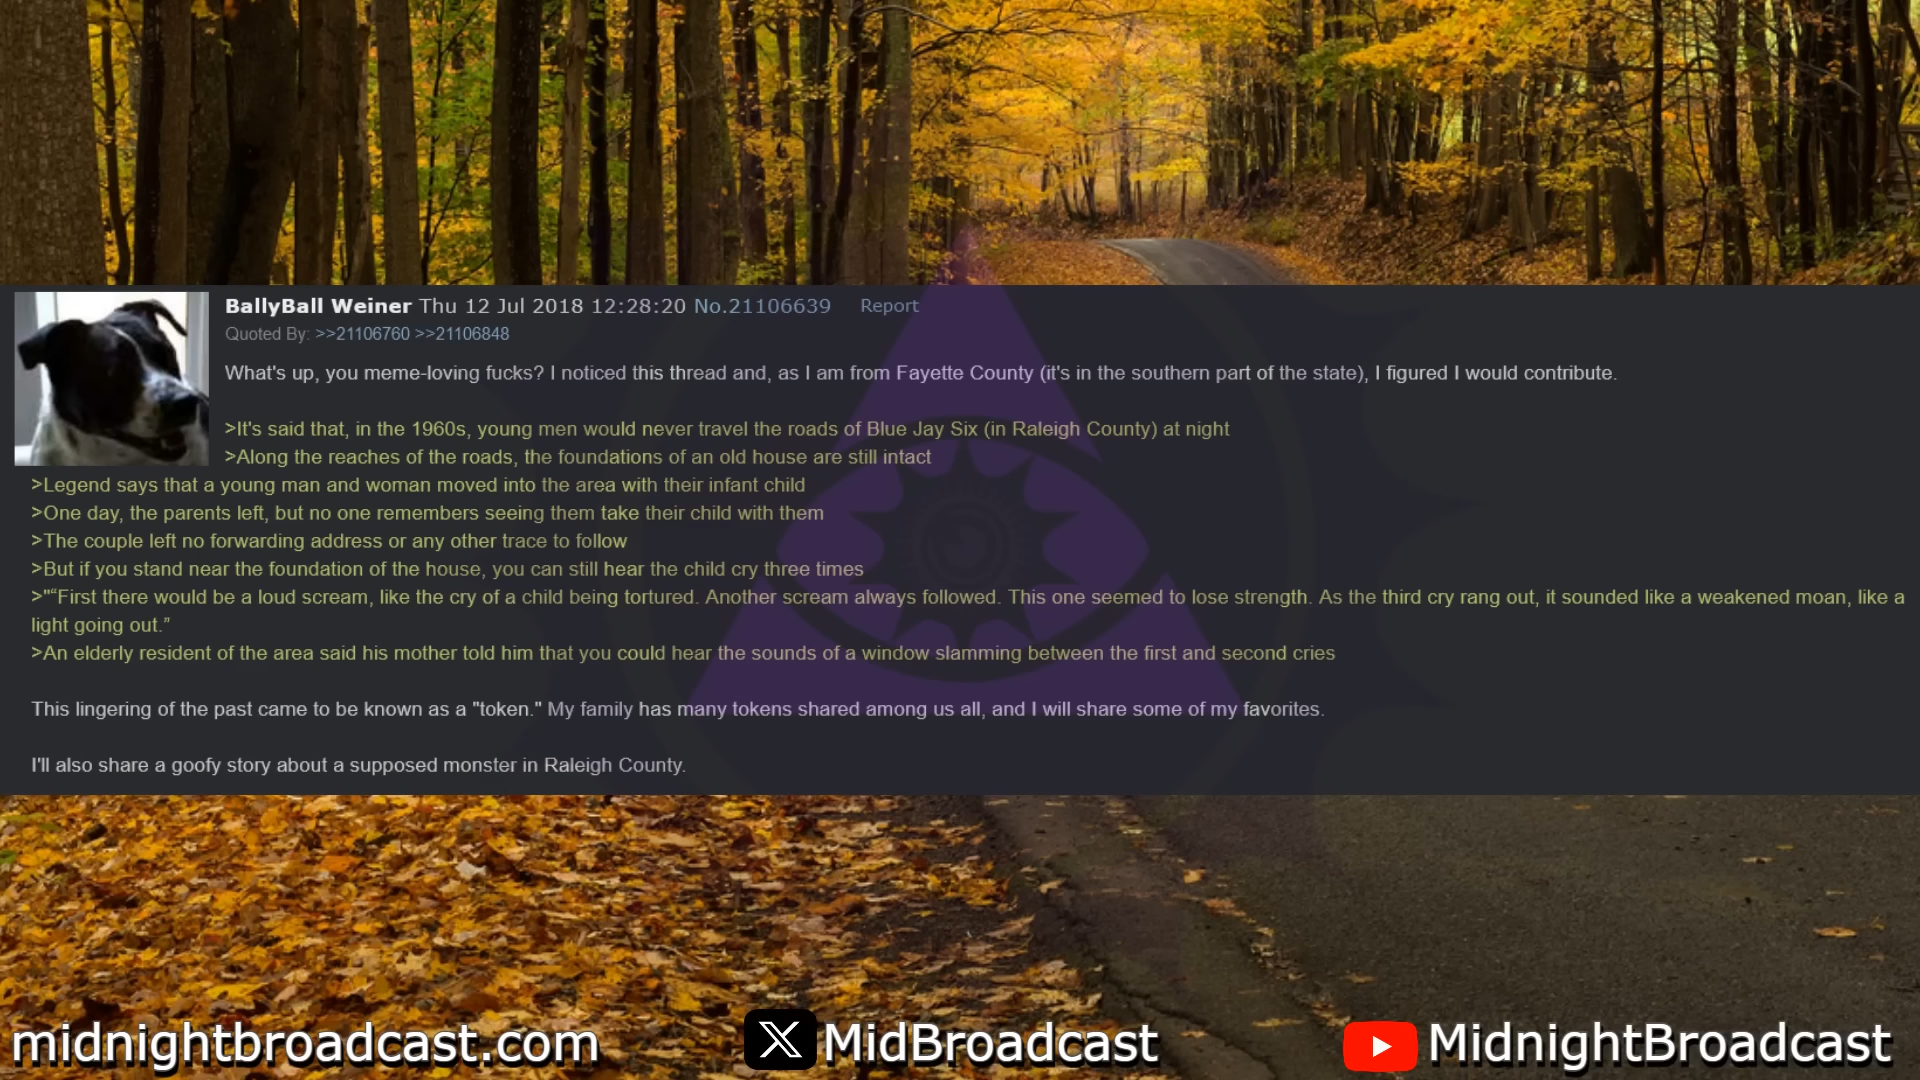 BallyBall Weiner Thu 12 Jul 2018 12:28:20 No.21106639 Report
Quoted By: >>21106760 >>21106848
What's up, you meme-loving fucks? I noticed this thread and, as I am from Fayette County (it's in the southern part of the state), I figured I would contribute.
>It's said that, in the 1960s, young men would never travel the roads of Blue Jay Six (in Raleigh County) at night
>Along the reaches of the roads, the foundations of an old house are still intact
>Legend says that a young man and woman moved into the area with their infant child
>One day, the parents left, but no one remembers seeing them take their child with them
>The couple left no forwarding address or any other trace to follow
>But if you stand near the foundation of the house, you can still hear the child cry three times
>"“First there would be a loud scream, like the cry of a child being tortured. Another scream always followed. This one seemed to lose strength. As the third cry rang out, it sounded like a weakened moan, like a
light going out.”
>An elderly resident of the area said his mother told him that you could hear the sounds of a window slamming between the first and second cries
This lingering of the past came to be known as a "token." My family has many tokens shared among us all, and I will share some of my favorites.
I'll also share a goofy story about a supposed monster in Raleigh County.
midnightbroadcast.com
MidBroadcast
MidnightBroadcast